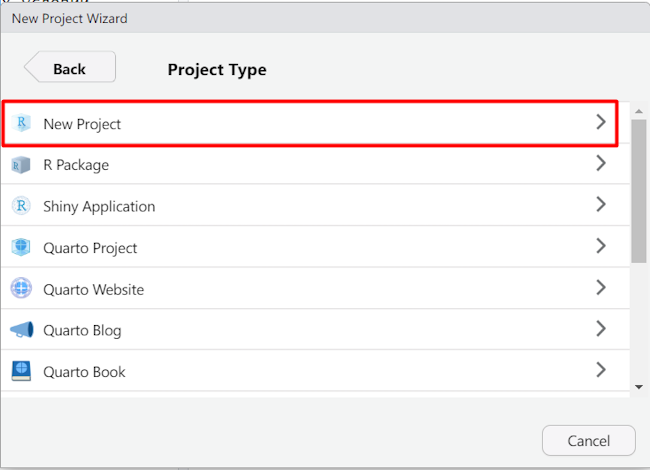 New Project Wizard
Back
Project Type
New Project
R Package
Shiny Application
Quarto Project
Quarto Website
Quarto Blog
Quarto Book
Cancel